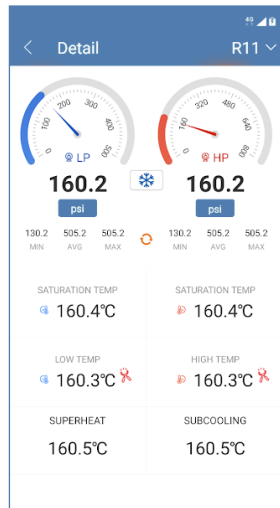 4G
Detail
R11
0 100 200 300 400 500
0 160 320 480 640 800
LP
HP
160.2
160.2
psi
psi
130.2 505.2 505.2
130.2 505.2 505.2
MIN AVG MAX
MIN AVG MAX
SATURATION TEMP
SATURATION TEMP
160.4℃
160.4℃
LOW TEMP
HIGH TEMP
160.3℃
160.3℃
SUPERHEAT
SUBCOOLING
160.5℃
160.5℃